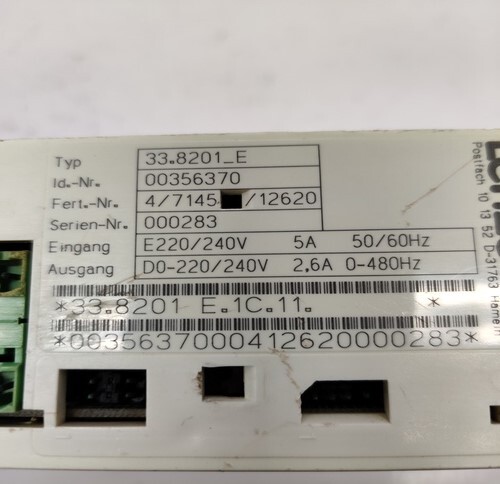 Typ 33.8201_E
Id.-Nr. 00356370
Fert.-Nr. 4/7145 /12620
Serien-Nr. 000283
Eingang E220/240V 5A 50/60Hz
Ausgang D0-220/240V 2.6A 0-480Hz
*33.8201 E.1C.11. *
*0035637000412620000283*
Postfach 10 13 52 D-31763 Hameln